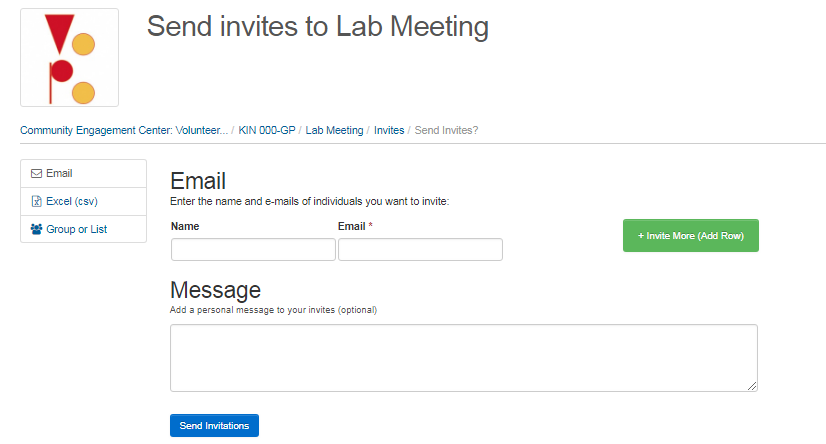 Send invites to Lab Meeting
Community Engagement Center: Volunteer... / KIN 000-GP / Lab Meeting / Invites / Send Invites?
Email
Excel (csv)
Group or List
Email
Enter the name and e-mails of individuals you want to invite:
Name Email *
+ Invite More (Add Row)
Message
Add a personal message to your invites (optional)
Send Invitations